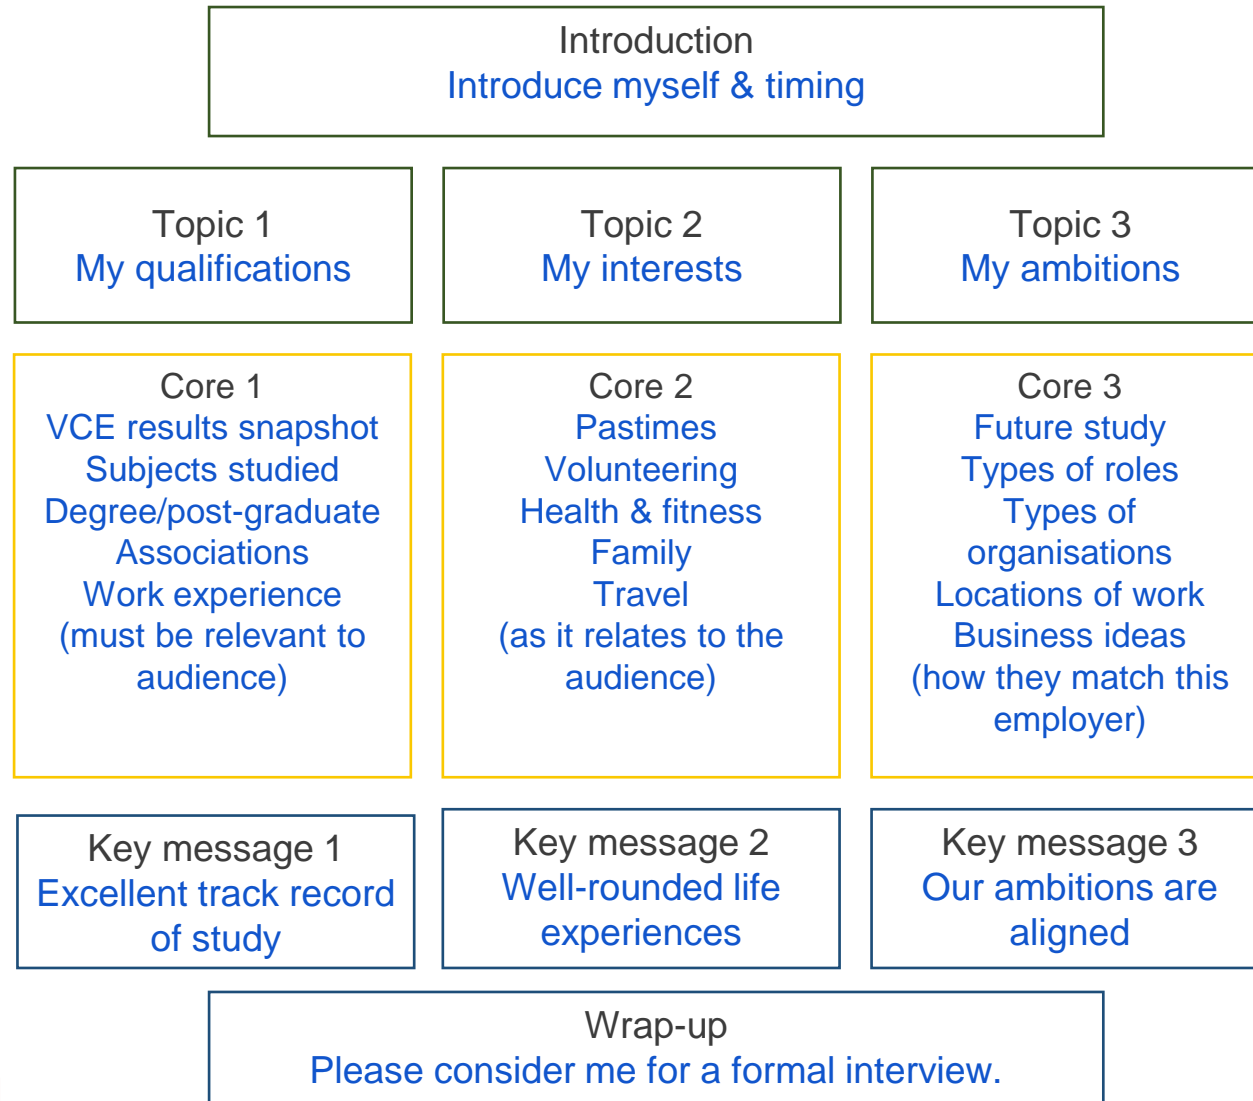 Introduction
Introduce myself & timing
Topic 1
My qualifications
Topic 2
My interests
Topic 3
My ambitions
Core 1
VCE results snapshot
Subjects studied
Degree/post-graduate
Associations
Work experience
(must be relevant to
audience)
Core 2
Pastimes
Volunteering
Health & fitness
Family
Travel
(as it relates to the
audience)
Core 3
Future study
Types of roles
Types of
organisations
Locations of work
Business ideas
(how they match this
employer)
Key message 1
Excellent track record
of study
Key message 2
Well-rounded life
experiences
Key message 3
Our ambitions are
aligned
Wrap-up
Please consider me for a formal interview.